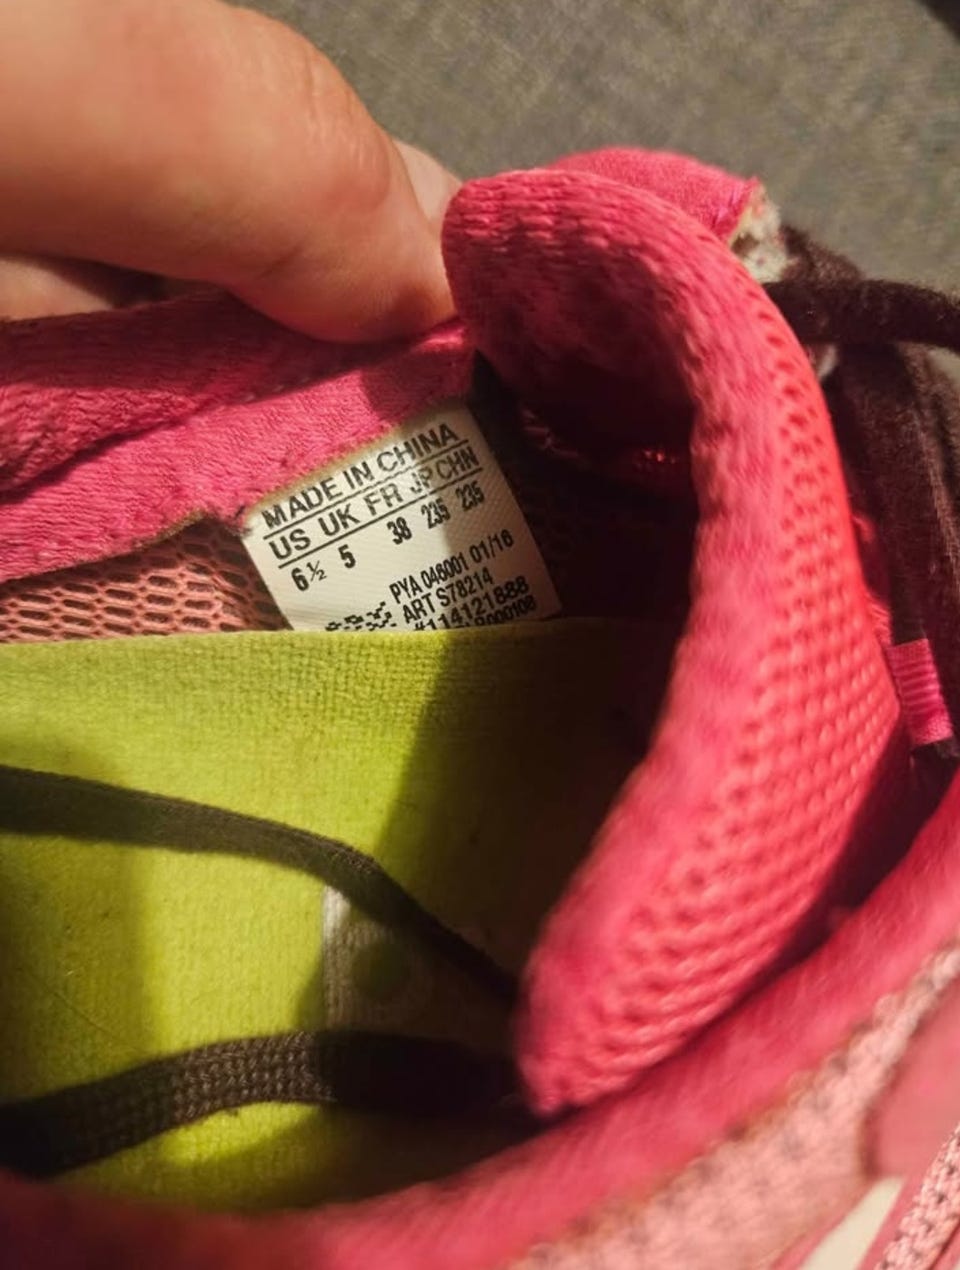 MADE IN CHINA
US UK FR JP CHN
6½ 5 38 235 235
PYA 046001 01/16
ART S78214
#114121888